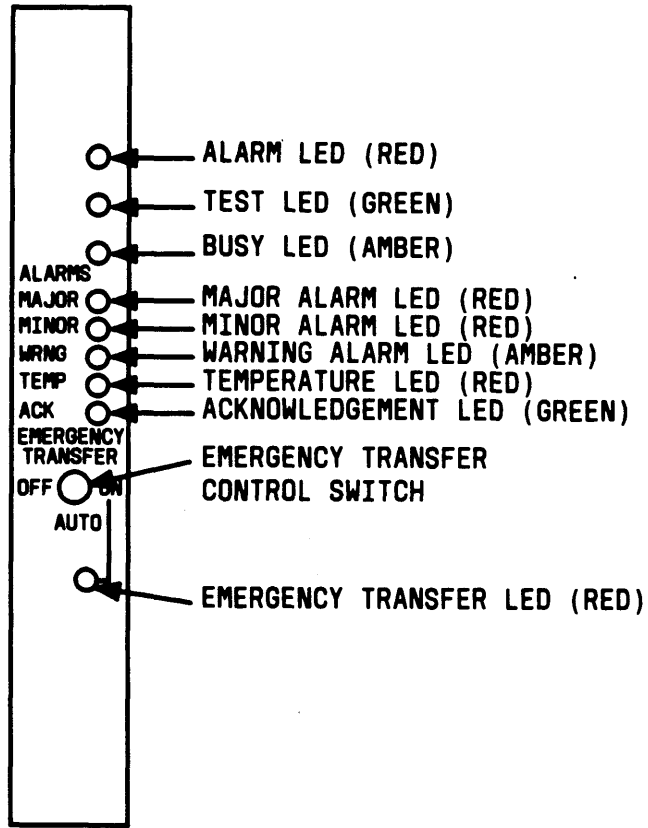 ALARM LED (RED)
TEST LED (GREEN)
BUSY LED (AMBER)
ALARMS
MAJOR MAJOR ALARM LED (RED)
MINOR MINOR ALARM LED (RED)
WRNG WARNING ALARM LED (AMBER)
TEMP TEMPERATURE LED (RED)
ACK ACKNOWLEDGEMENT LED (GREEN)
EMERGENCY
TRANSFER
EMERGENCY TRANSFER
OFF ON CONTROL SWITCH
AUTO
EMERGENCY TRANSFER LED (RED)